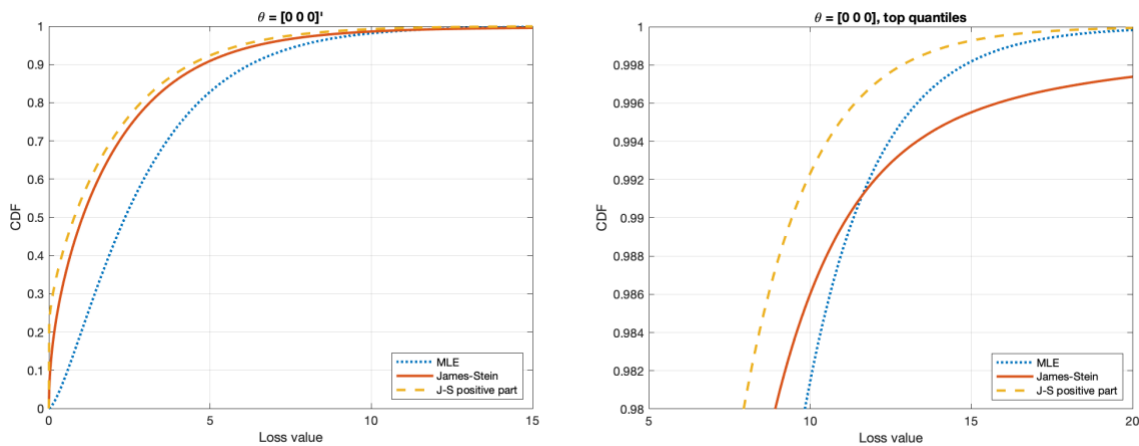 θ = [0 0 0]'
1
0.9
0.8
0.7
0.6
0.5
0.4
0.3
0.2
0.1
0
CDF
0 5 10 15
Loss value
MLE
James-Stein
J-S positive part
θ = [0 0 0], top quantiles
1
0.998
0.996
0.994
0.992
0.99
0.988
0.986
0.984
0.982
0.98
CDF
5 10 15 20
Loss value
MLE
James-Stein
J-S positive part